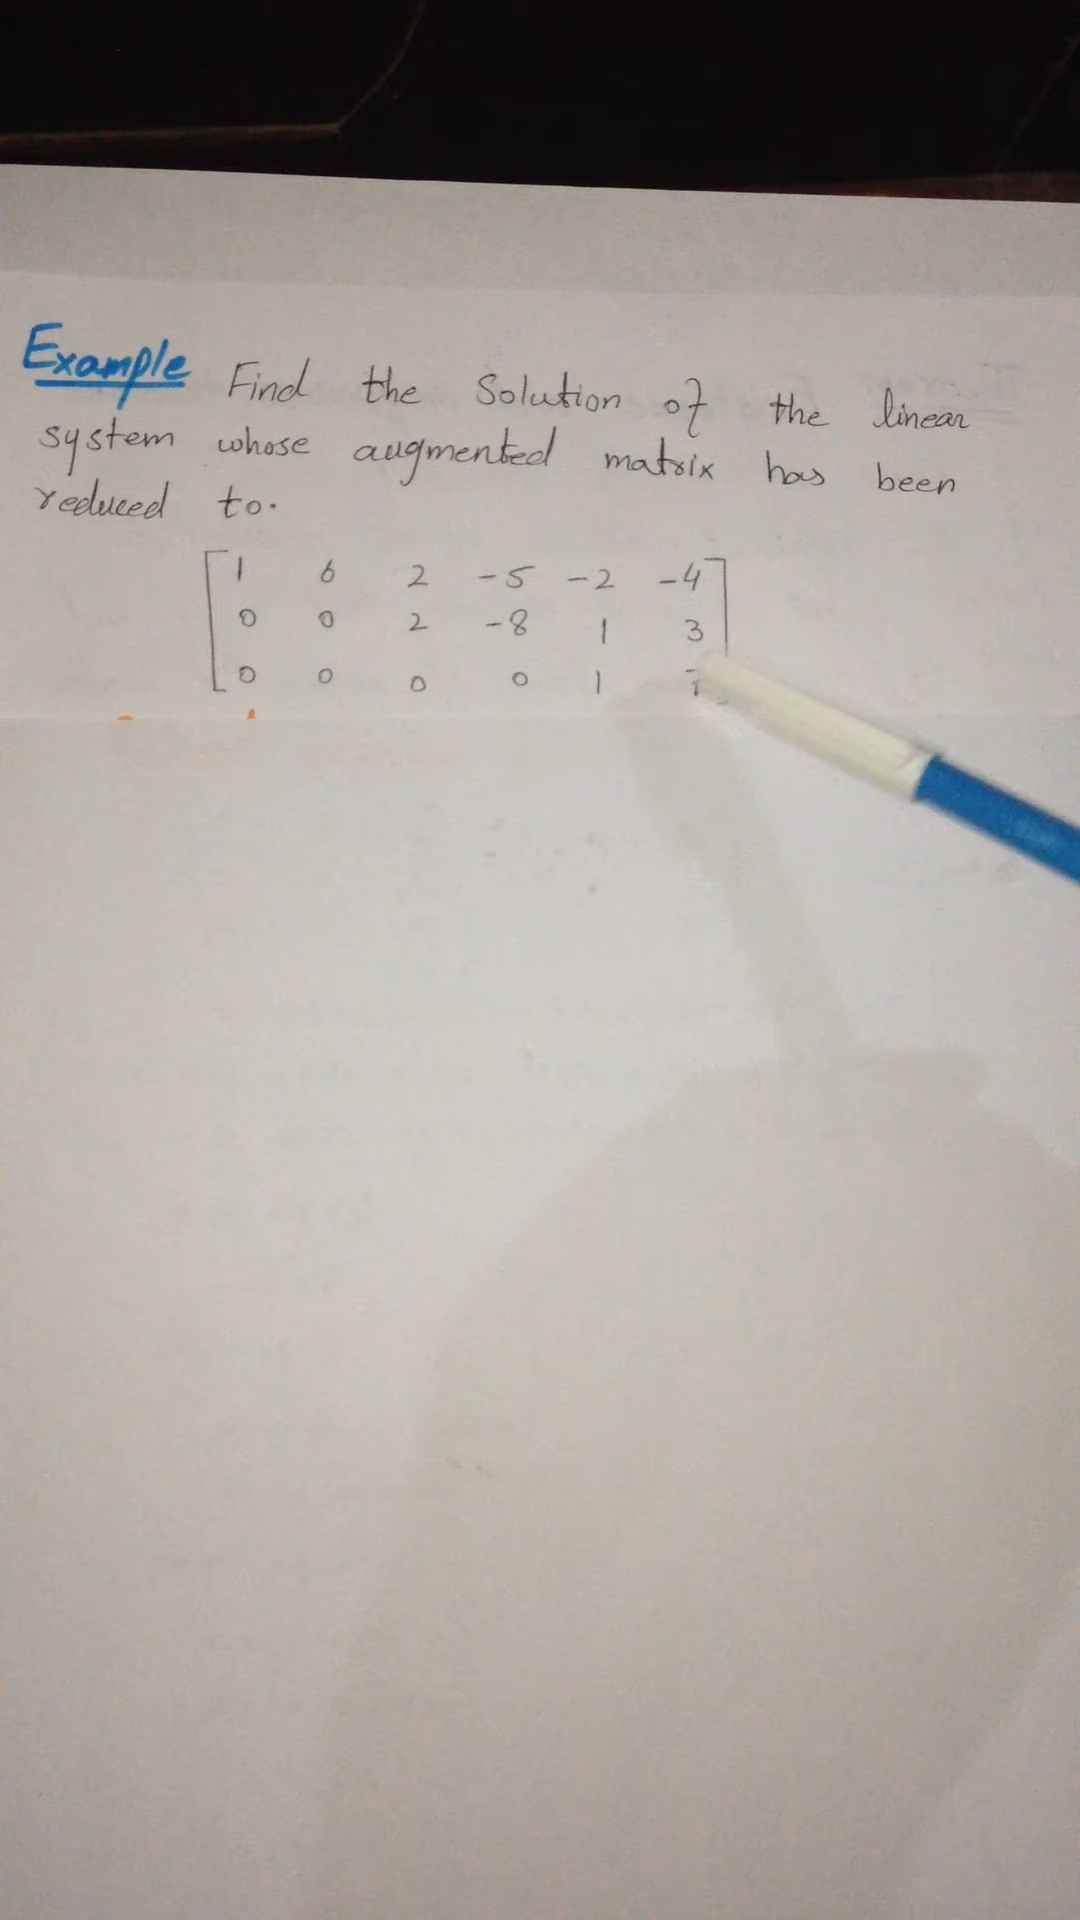 Example Find the Solution of the linear
system whose augmented matrix has been
reduced to.
1 6 2 -5 -2 -4
0 0 2 -8 1 3
0 0 0 0 1 7